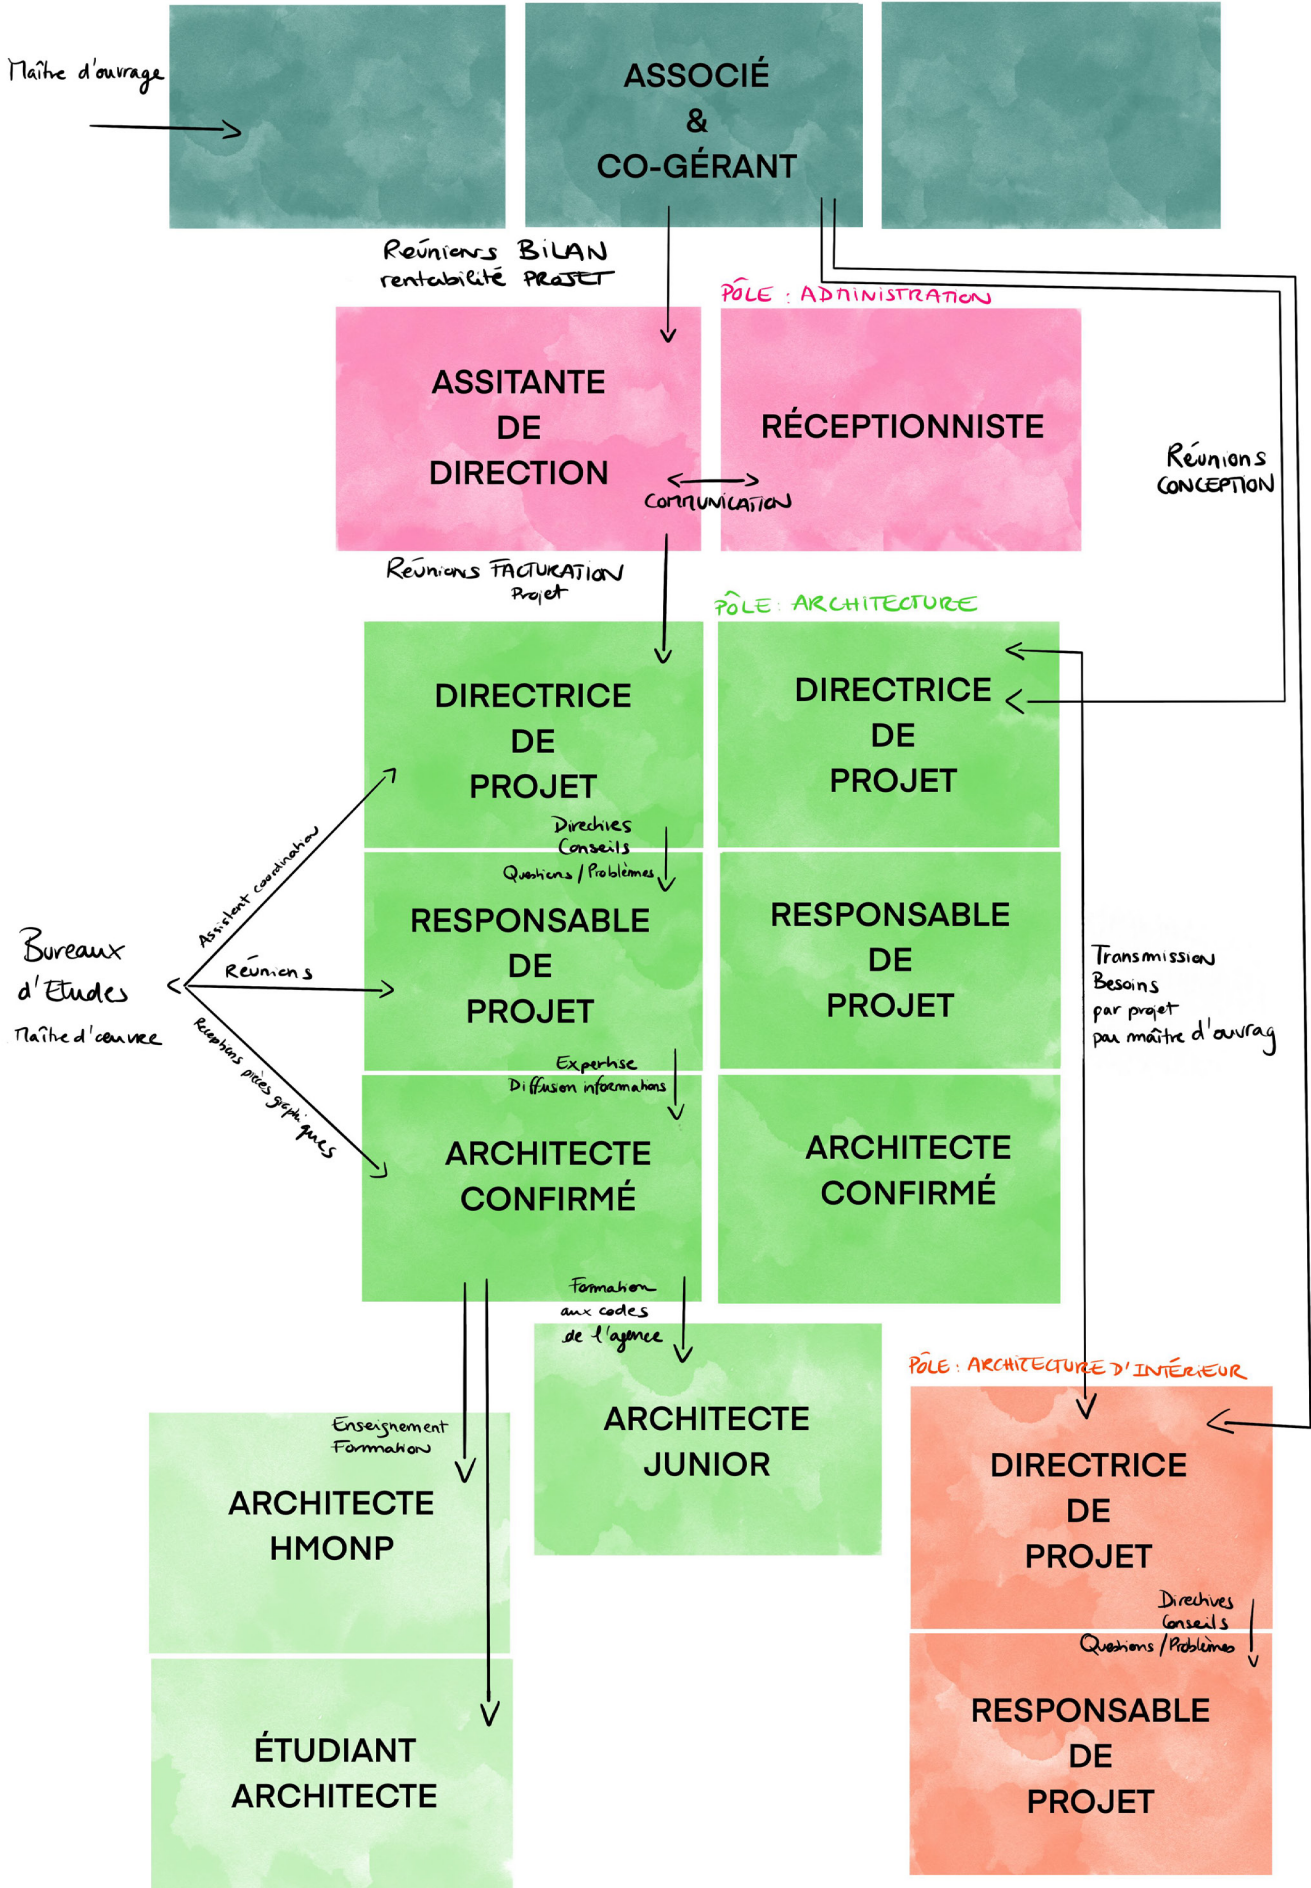 Maître d'ouvrage
ASSOCIÉ
&
CO-GÉRANT
Réunions BILAN
rentabilité PROJET
PÔLE : ADMINISTRATION
ASSITANTE
DE
DIRECTION
RÉCEPTIONNISTE
COMMUNICATION
Réunions
CONCEPTION
Réunions FACTURATION
Projet
PÔLE : ARCHITECTURE
DIRECTRICE
DE
PROJET
DIRECTRICE
DE
PROJET
Directives
Conseils
Questions / Problèmes
RESPONSABLE
DE
PROJET
RESPONSABLE
DE
PROJET
Assistent coordination
Bureaux
d'Etudes
Maître d'œuvre
Réunions
Réceptions pièces graphiques
Transmission
Besoins
par projet
par maître d'ouvrag
Expertise
Diffusion informations
ARCHITECTE
CONFIRMÉ
ARCHITECTE
CONFIRMÉ
Formation
aux codes
de l'agence
PÔLE : ARCHITECTURE D'INTÉRIEUR
ARCHITECTE
JUNIOR
Enseignement
Formation
ARCHITECTE
HMONP
DIRECTRICE
DE
PROJET
Directives
Conseils
Questions / Problèmes
RESPONSABLE
DE
PROJET
ÉTUDIANT
ARCHITECTE